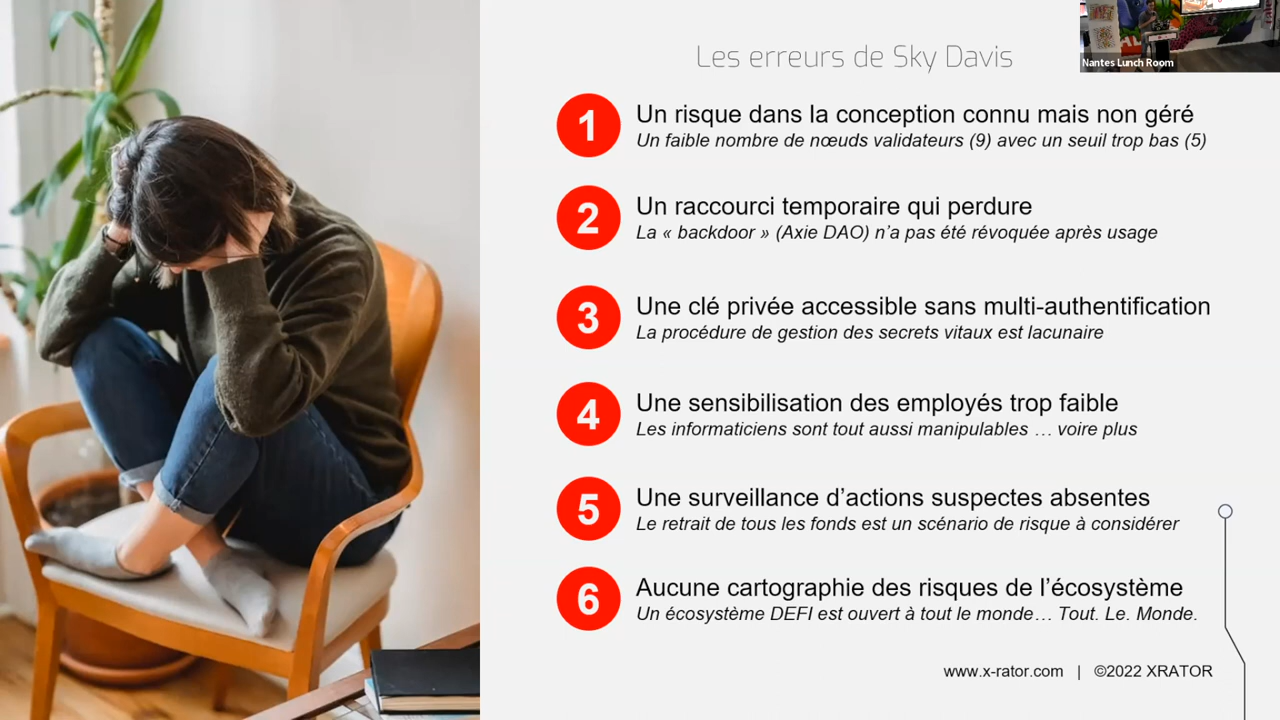 Les erreurs de Sky Davis
Nantes Lunch Room
1
Un risque dans la conception connu mais non géré
Un faible nombre de nœuds validateurs (9) avec un seuil trop bas (5)
2
Un raccourci temporaire qui perdure
La « backdoor » (Axie DAO) n’a pas été révoquée après usage
3
Une clé privée accessible sans multi-authentification
La procédure de gestion des secrets vitaux est lacunaire
4
Une sensibilisation des employés trop faible
Les informaticiens sont tout aussi manipulables … voire plus
5
Une surveillance d’actions suspectes absentes
Le retrait de tous les fonds est un scénario de risque à considérer
6
Aucune cartographie des risques de l’écosystème
Un écosystème DEFI est ouvert à tout le monde… Tout. Le. Monde.
www.x-rator.com | ©2022 XRATOR